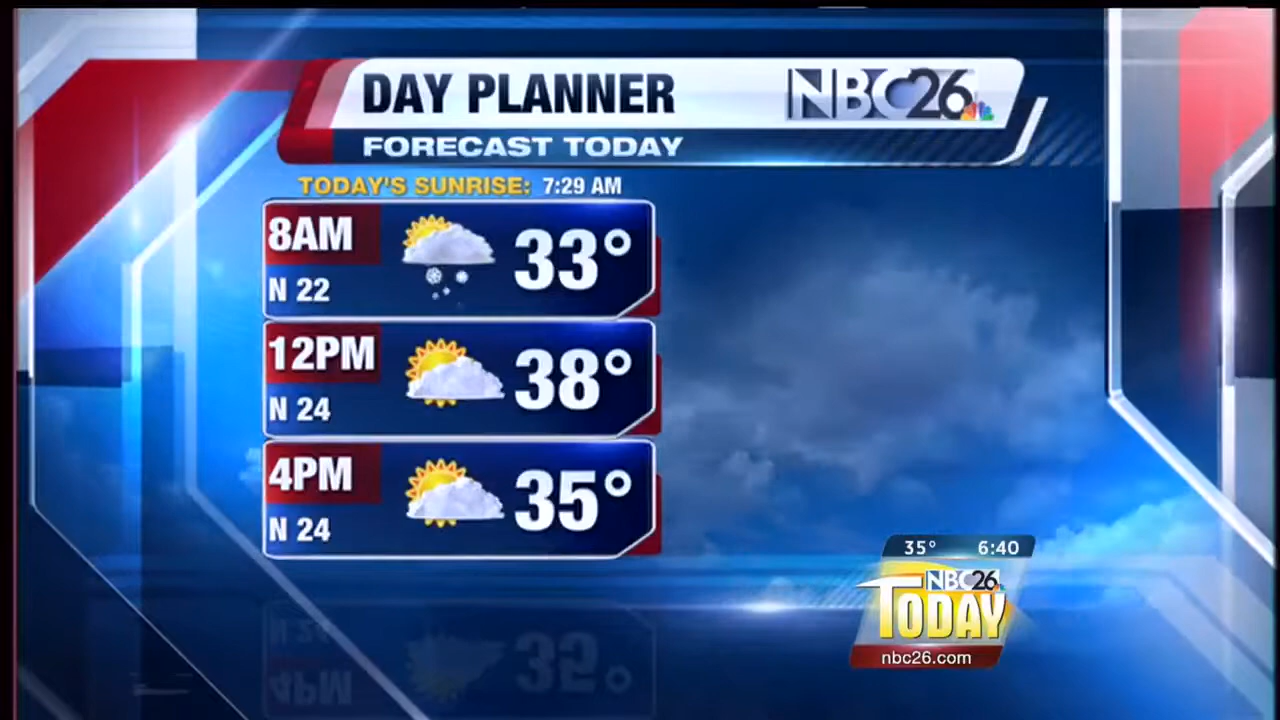 DAY PLANNER
NBC26
FORECAST TODAY
TODAY'S SUNRISE: 7:29 AM
8AM
N 22
33°
12PM
N 24
38°
4PM
N 24
35°
35° 6:40
NBC26
TODAY
nbc26.com